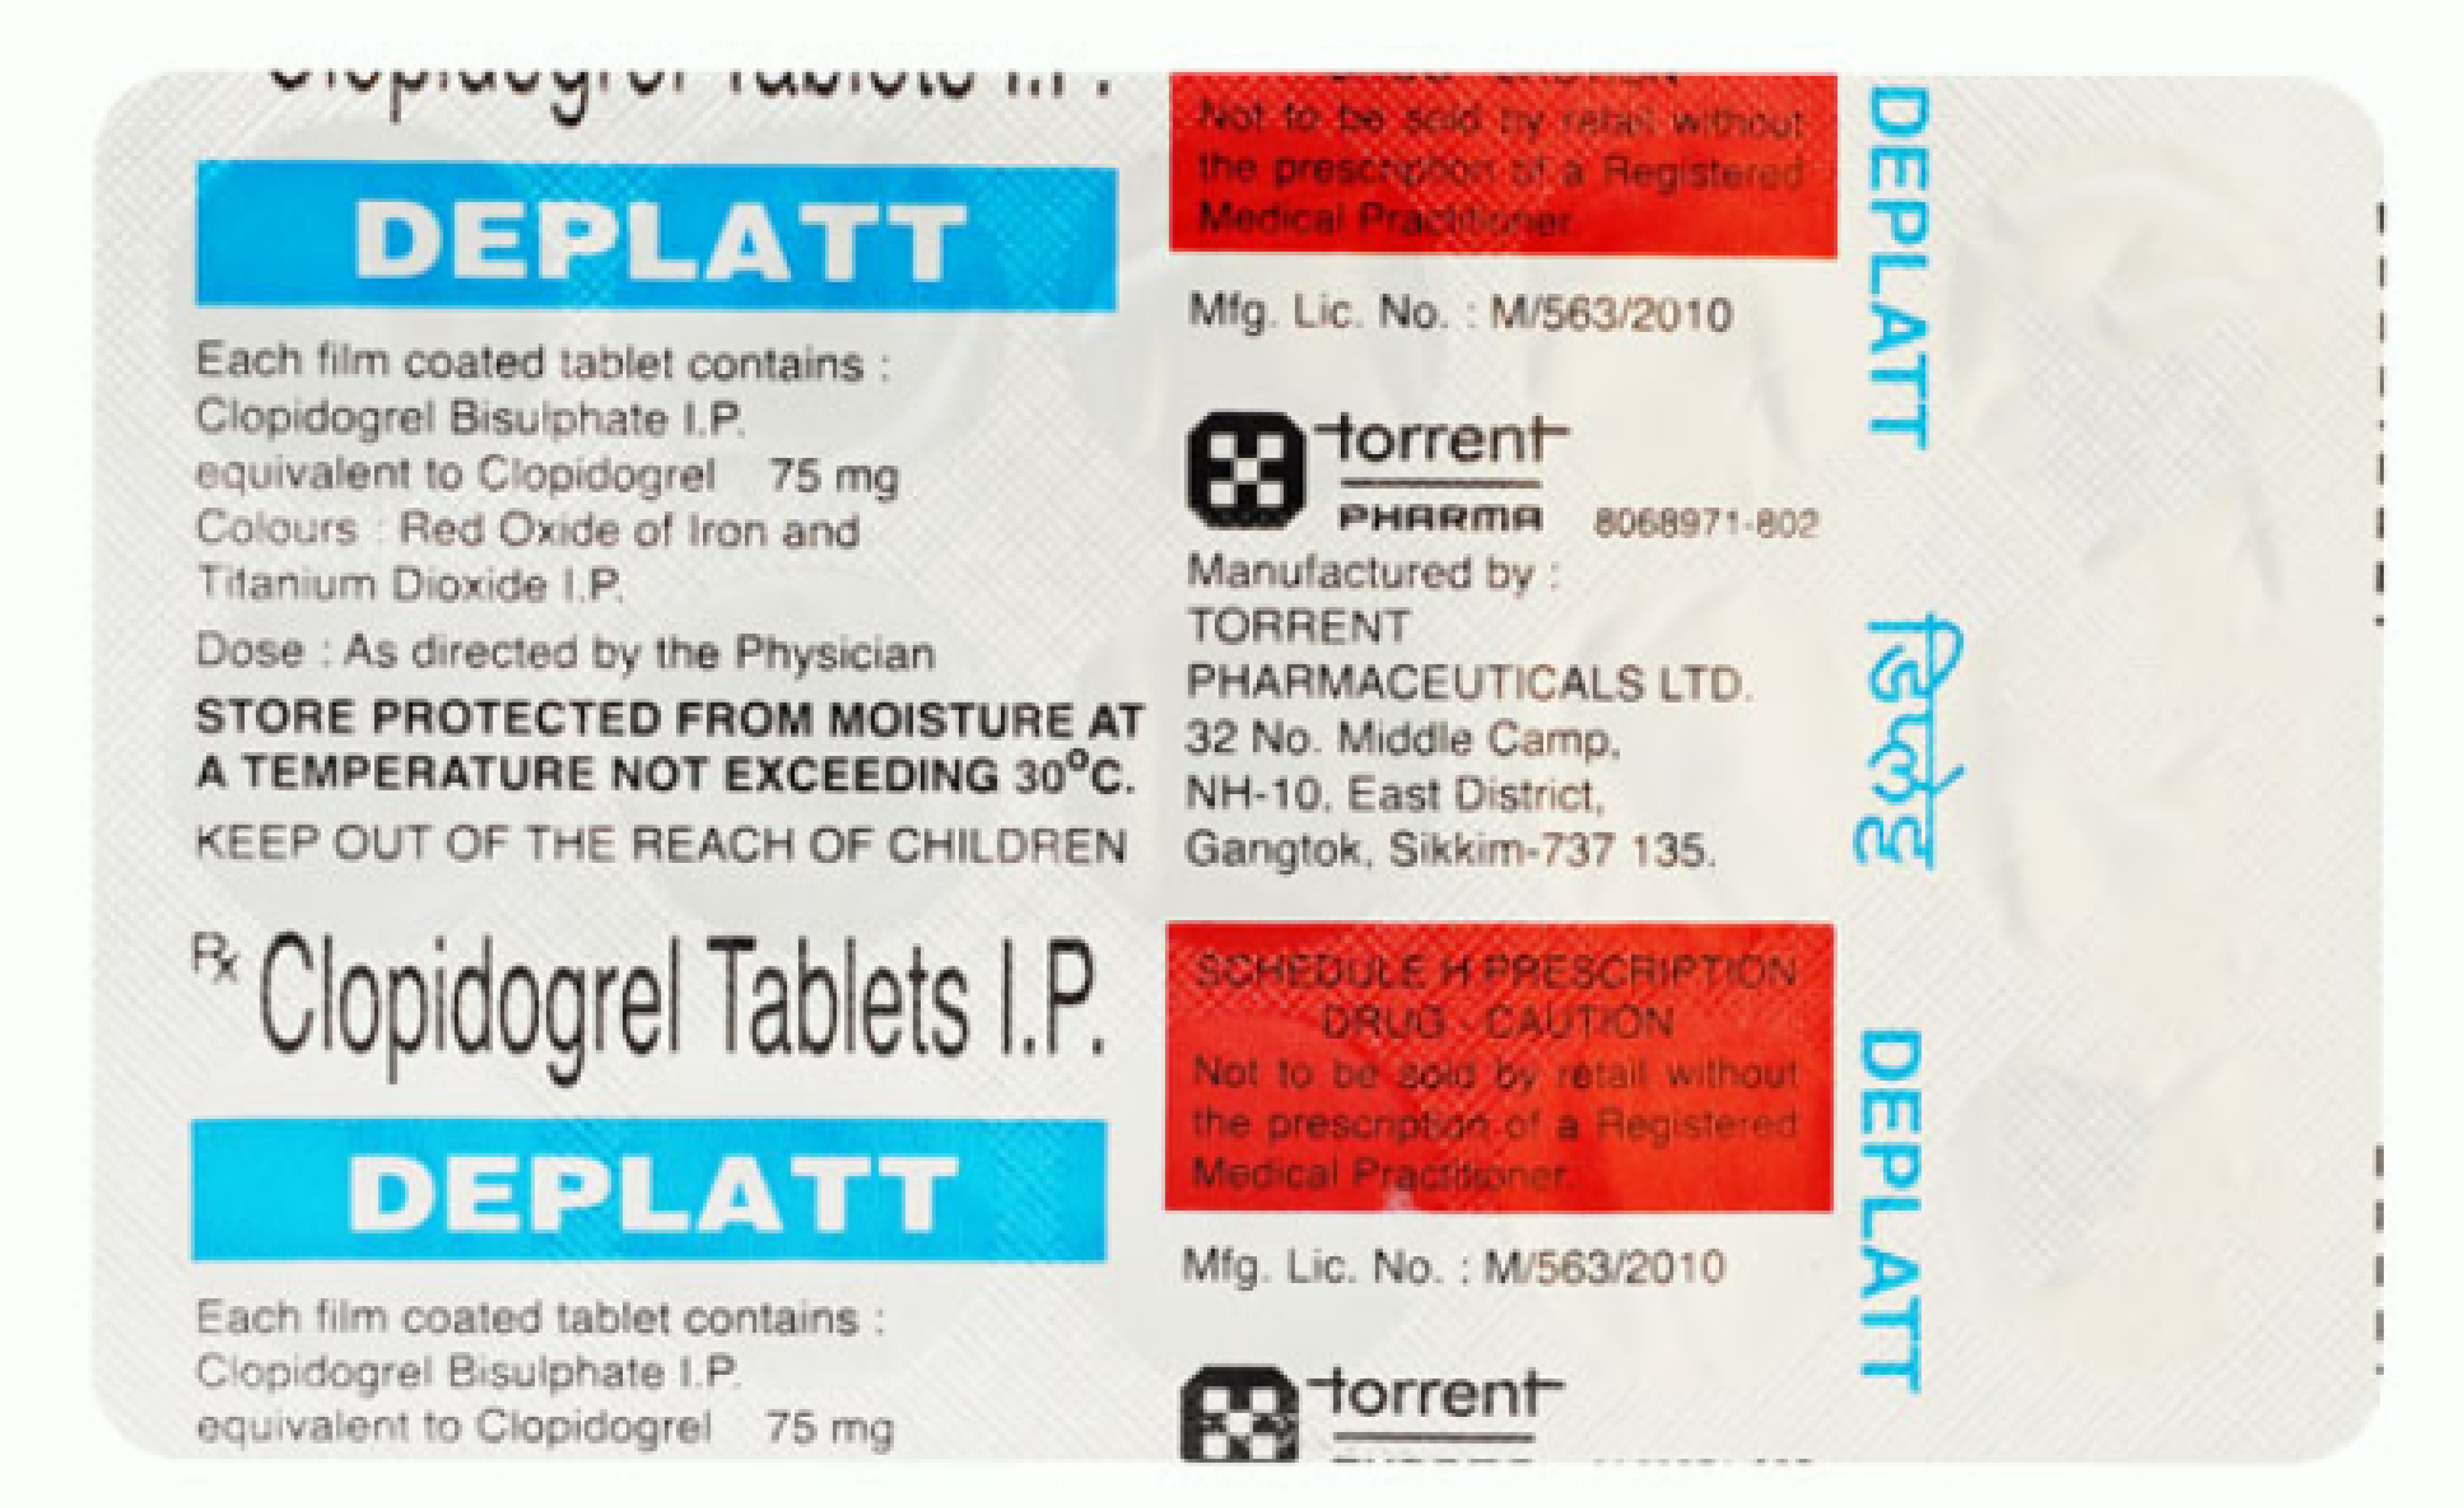 Clopidogrel Tablets I.P.
DEPLATT
Each film coated tablet contains :
Clopidogrel Bisulphate I.P.
equivalent to Clopidogrel 75 mg
Colours : Red Oxide of Iron and
Titanium Dioxide I.P.
Dose : As directed by the Physician
STORE PROTECTED FROM MOISTURE AT
A TEMPERATURE NOT EXCEEDING 30°C.
KEEP OUT OF THE REACH OF CHILDREN
Rx Clopidogrel Tablets I.P.
DEPLATT
Each film coated tablet contains :
Clopidogrel Bisulphate I.P.
equivalent to Clopidogrel 75 mg
DRUG - CAUTION
Not to be sold by retail without
the prescription of a Registered
Medical Practitioner.
Mfg. Lic. No. : M/563/2010
torrent
PHARMA 8068971-802
Manufactured by :
TORRENT
PHARMACEUTICALS LTD.
32 No. Middle Camp,
NH-10, East District,
Gangtok, Sikkim-737 135.
SCHEDULE H PRESCRIPTION
DRUG - CAUTION
Not to be sold by retail without
the prescription of a Registered
Medical Practitioner.
Mfg. Lic. No. : M/563/2010
torrent
DEPLATT
डिप्लेट
DEPLATT